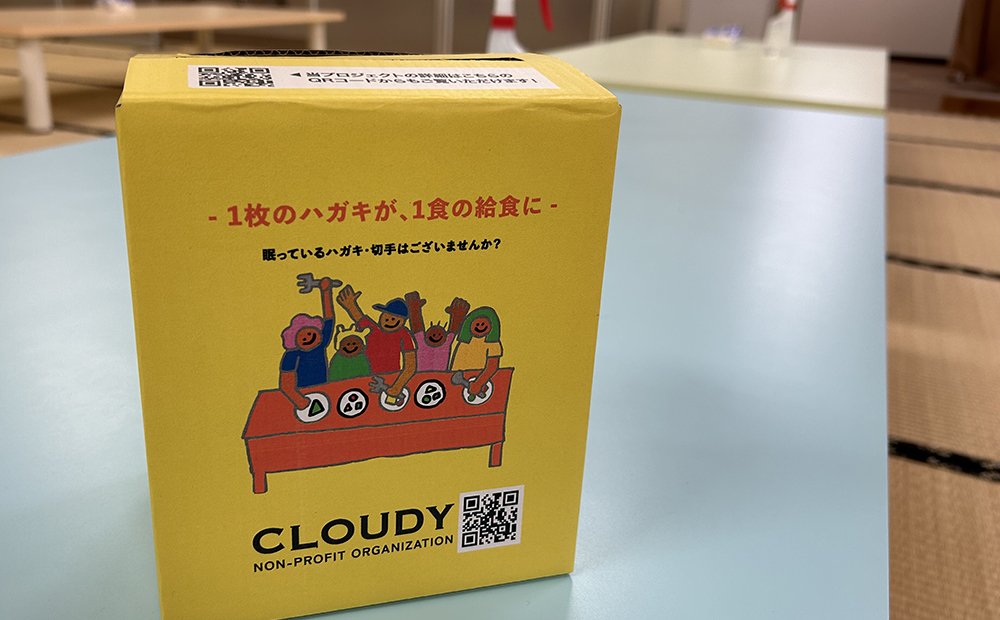 ◀ 当プロジェクトの詳細はこちらの
QRコードからもご覧いただけます!
- 1枚のハガキが、1食の給食に -
眠っているハガキ・切手はございませんか?
CLOUDY
NON-PROFIT ORGANIZATION